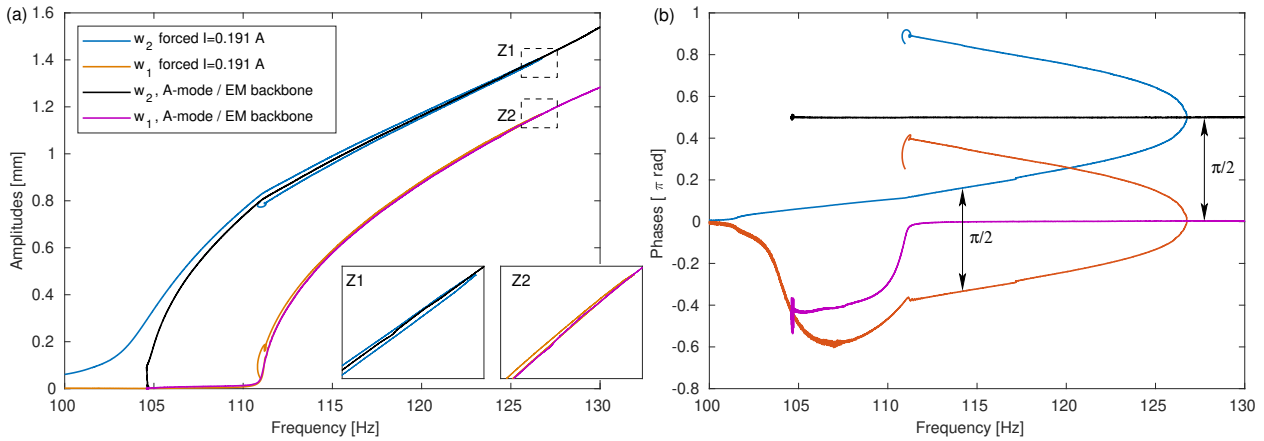 (a)
1.6
1.4
1.2
1
0.8
0.6
0.4
0.2
0
Amplitudes [mm]
w2 forced I=0.191 A
w1 forced I=0.191 A
w2, A-mode / EM backbone
w1, A-mode / EM backbone
Z1
Z2
Z1
Z2
100 105 110 115 120 125 130
Frequency [Hz]
(b)
1
0.8
0.6
0.4
0.2
0
-0.2
-0.4
-0.6
-0.8
Phases [ π rad]
π/2
π/2
100 105 110 115 120 125 130
Frequency [Hz]